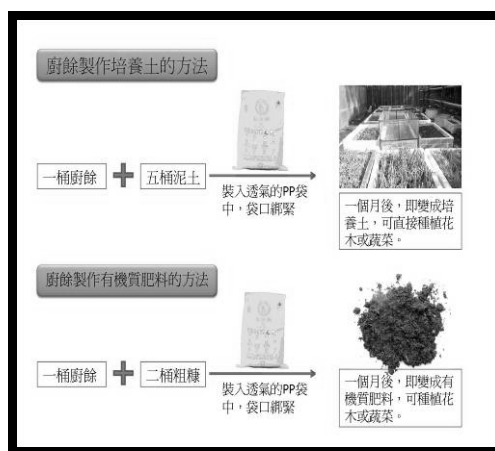 廚餘製作培養土的方法
一桶廚餘
五桶泥土
裝入透氣的PP袋
中，袋口綁緊
一個月後，即變成培
養土，可直接種植花
木或蔬菜。
廚餘製作有機質肥料的方法
一桶廚餘
二桶粗糠
裝入透氣的PP袋
中，袋口綁緊
一個月後，即變成有
機質肥料，可種植花
木或蔬菜。